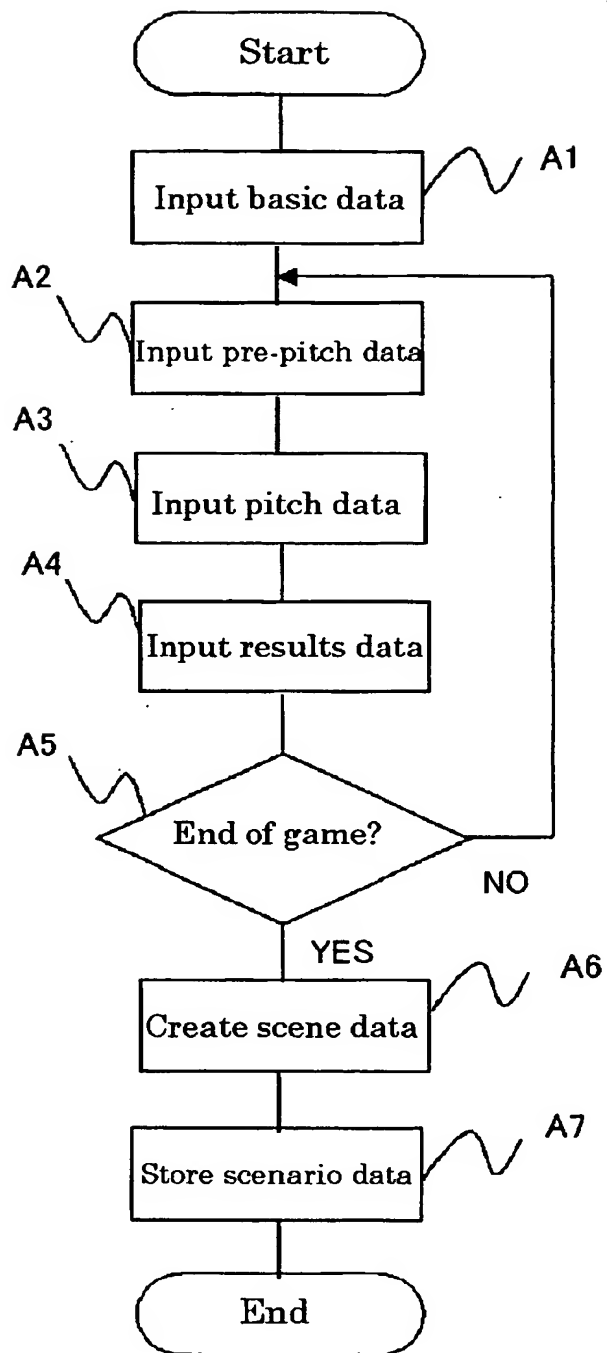 Start
A1
Input basic data
A2
Input pre-pitch data
A3
Input pitch data
A4
Input results data
A5
End of game?
NO
YES
A6
Create scene data
A7
Store scenario data
End